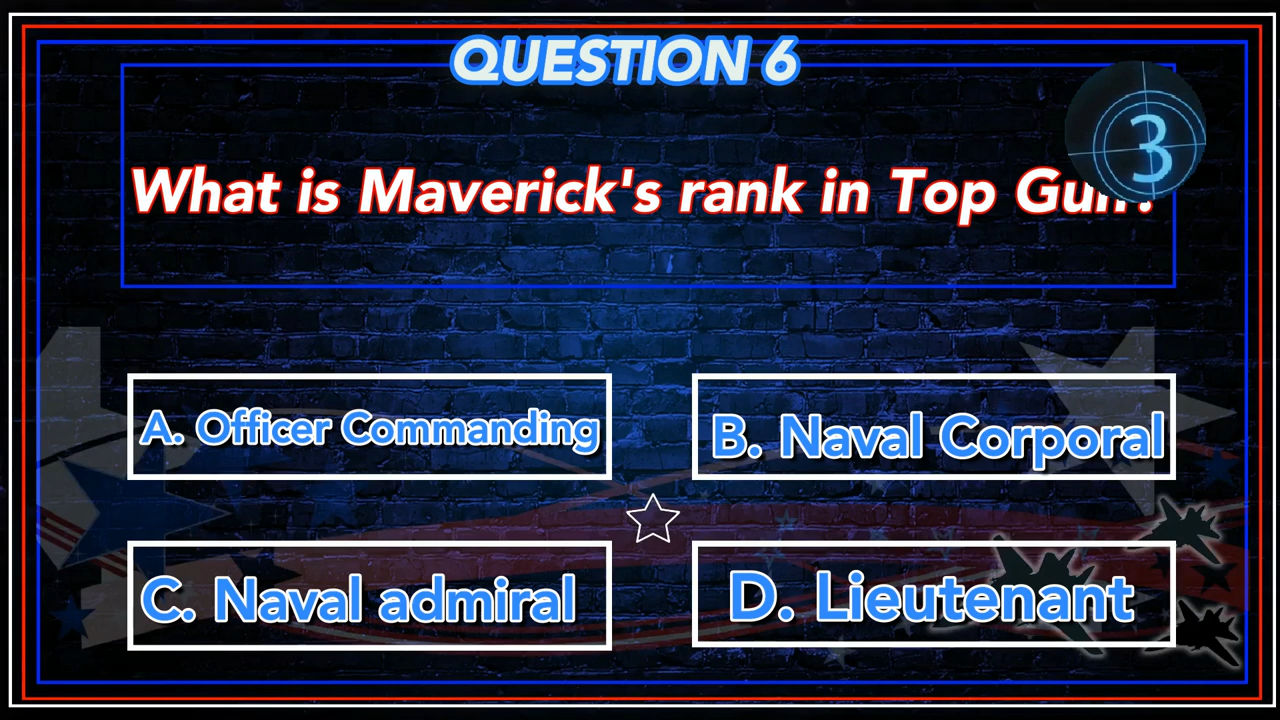 QUESTION 6
3
What is Maverick's rank in Top Gun?
A. Officer Commanding
B. Naval Corporal
C. Naval admiral
D. Lieutenant